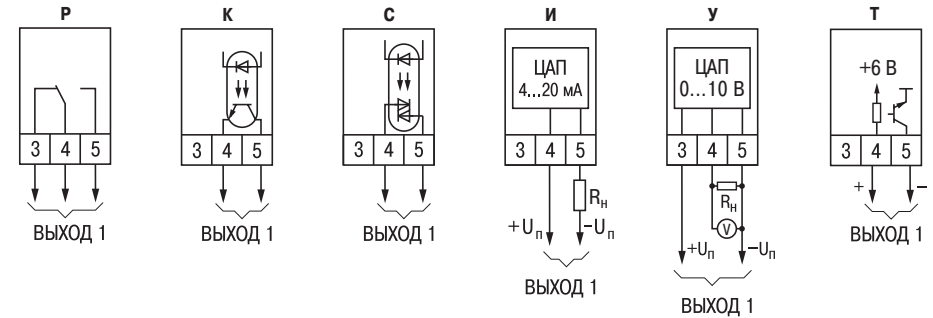 Р К С И У Т
ЦАП
4...20 мА
ЦАП
0...10 В
+6 В
3 4 5
3 4 5
3 4 5
3 4 5
3 4 5
3 4 5
ВЫХОД 1
ВЫХОД 1
ВЫХОД 1
Rн
+Uп
−Uп
ВЫХОД 1
Rн
V
+Uп
−Uп
ВЫХОД 1
+ −
ВЫХОД 1